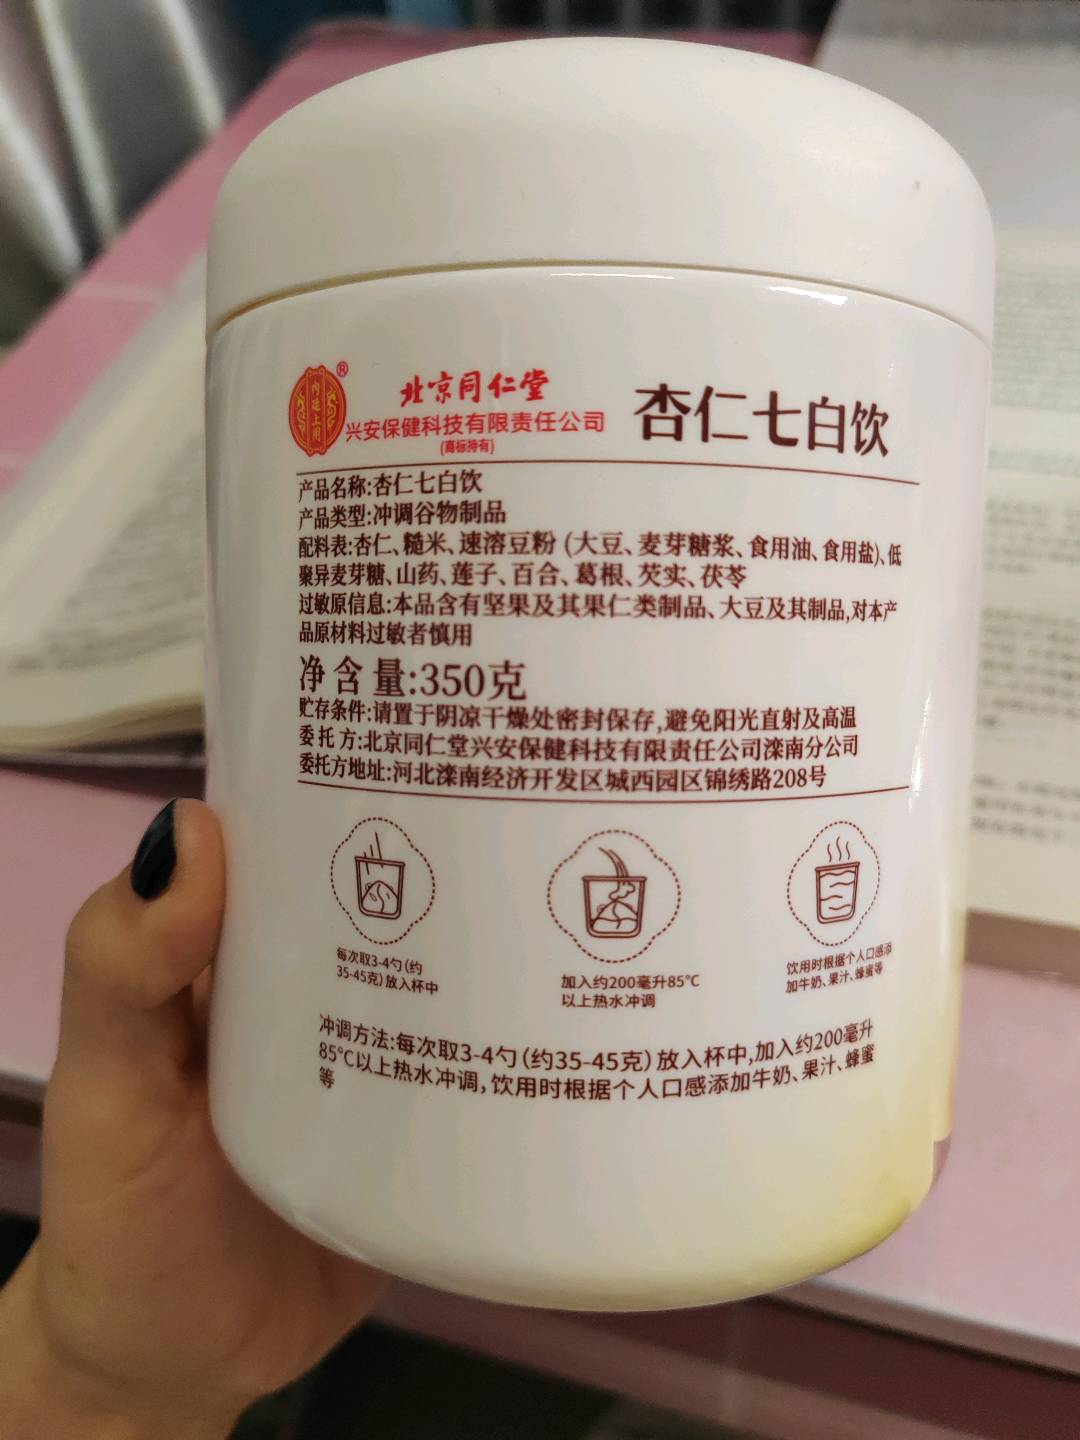 内廷上用
®
北京同仁堂
兴安保健科技有限责任公司
(商标持有)
杏仁七白饮
产品名称:杏仁七白饮
产品类型:冲调谷物制品
配料表:杏仁、糙米、速溶豆粉 (大豆、麦芽糖浆、食用油、食用盐)、低
聚异麦芽糖、山药、莲子、百合、葛根、芡实、茯苓
过敏原信息:本品含有坚果及其果仁类制品、大豆及其制品,对本产
品原材料过敏者慎用
净 含 量:350克
贮存条件:请置于阴凉干燥处密封保存,避免阳光直射及高温
委 托 方:北京同仁堂兴安保健科技有限责任公司滦南分公司
委托方地址:河北滦南经济开发区城西园区锦绣路208号
每次取3-4勺(约
35-45克)放入杯中
加入约200毫升85°C
以上热水冲调
饮用时根据个人口感添
加牛奶、果汁、蜂蜜等
冲调方法:每次取3-4勺(约35-45克)放入杯中,加入约200毫升
85°C以上热水冲调,饮用时根据个人口感添加牛奶、果汁、蜂蜜
等